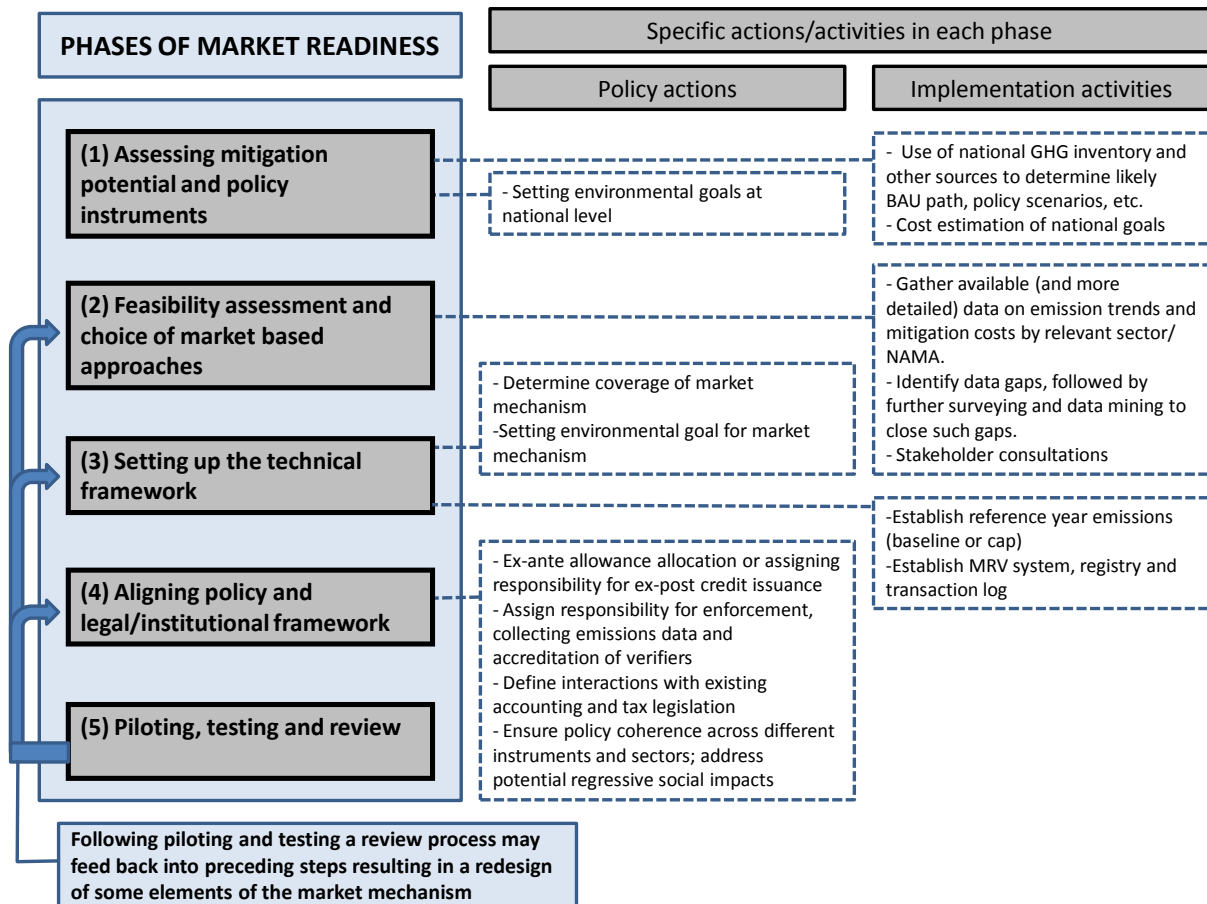 PHASES OF MARKET READINESS
Specific actions/activities in each phase
Policy actions
Implementation activities
(1) Assessing mitigation
potential and policy
instruments
- Setting environmental goals at
national level
- Use of national GHG inventory and
other sources to determine likely
BAU path, policy scenarios, etc.
- Cost estimation of national goals
(2) Feasibility assessment and
choice of market based
approaches
- Gather available (and more
detailed) data on emission trends and
mitigation costs by relevant sector/
NAMA.
- Identify data gaps, followed by
further surveying and data mining to
close such gaps.
- Stakeholder consultations
- Determine coverage of market
mechanism
-Setting environmental goal for market
mechanism
(3) Setting up the technical
framework
-Establish reference year emissions
(baseline or cap)
-Establish MRV system, registry and
transaction log
(4) Aligning policy and
legal/institutional framework
- Ex-ante allowance allocation or assigning
responsibility for ex-post credit issuance
- Assign responsibility for enforcement,
collecting emissions data and
accreditation of verifiers
- Define interactions with existing
accounting and tax legislation
- Ensure policy coherence across different
instruments and sectors; address
potential regressive social impacts
(5) Piloting, testing and review
Following piloting and testing a review process may
feed back into preceding steps resulting in a redesign
of some elements of the market mechanism